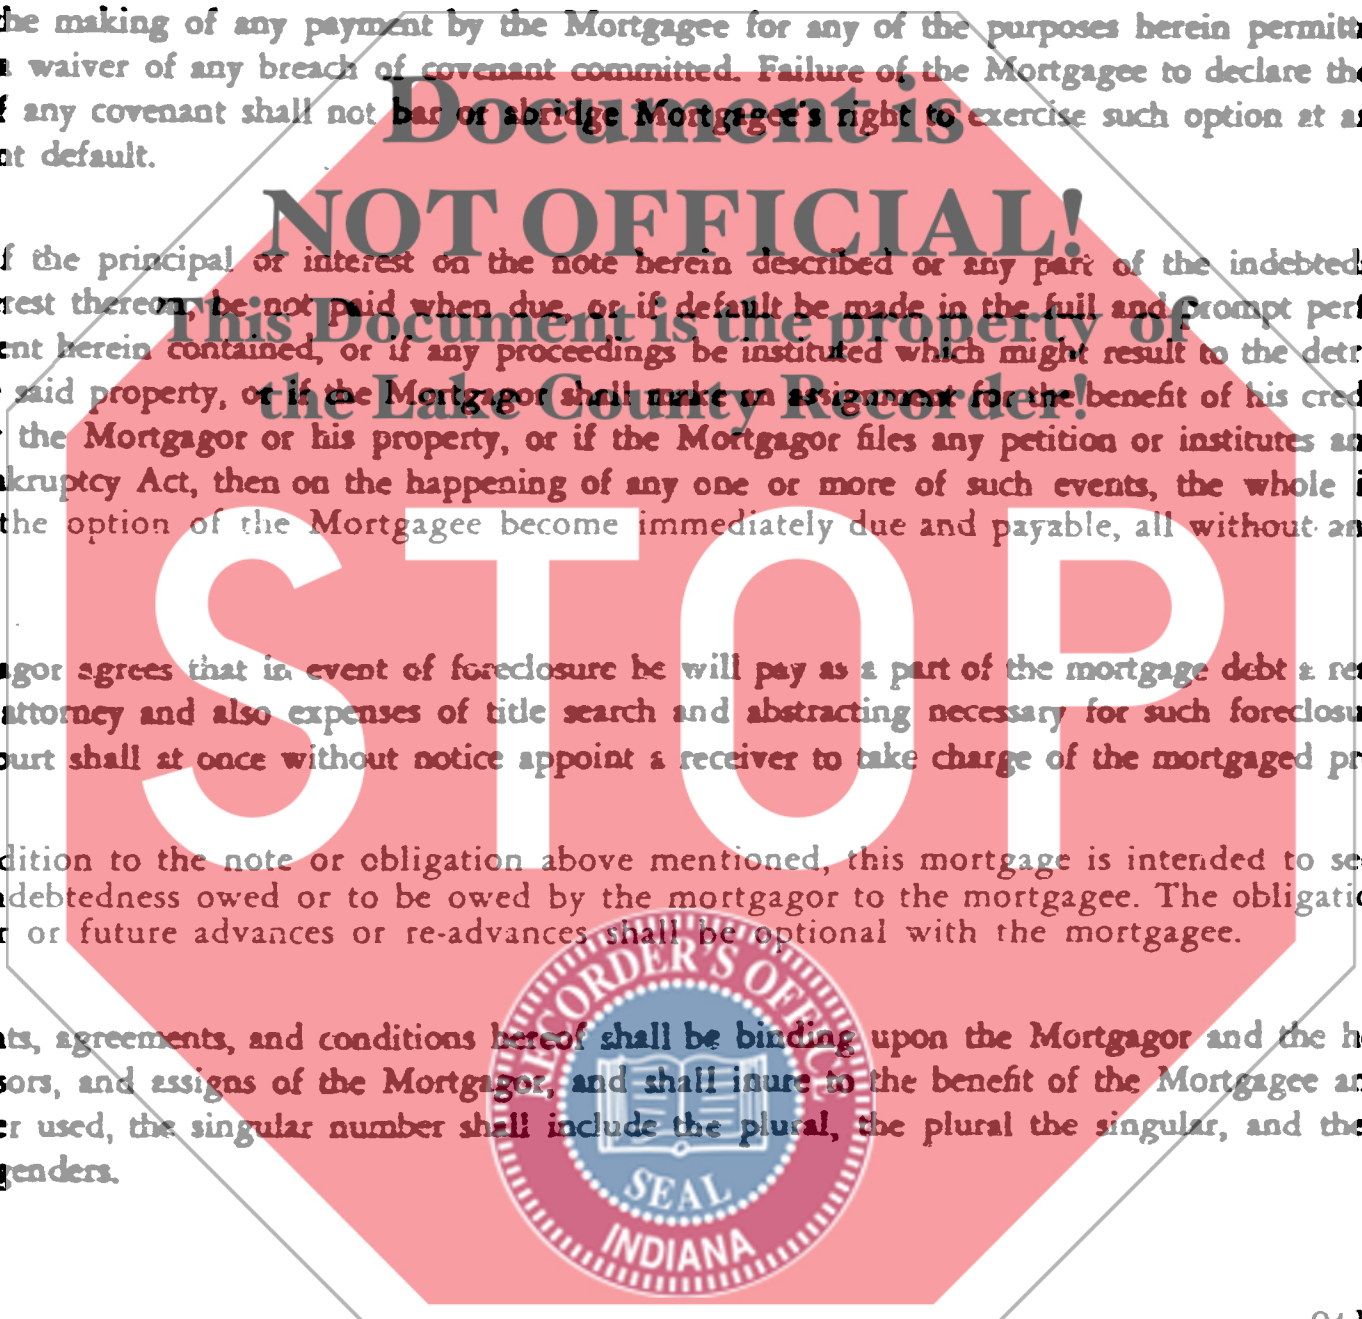 he making of any payment by the Mortgagee for any of the purposes herein permitt
waiver of any breach of covenant committed. Failure of the Mortgagee to declare the
f any covenant shall not bar or abridge Mortgagee's right to exercise such option at a
nt default.
Document is
NOT OFFICIAL!
f the principal or interest on the note herein described or any part of the indebted
rest thereon, be not paid when due, or if default be made in the full and prompt per
This Document is the property of
ent herein contained, or if any proceedings be instituted which might result to the detr
said property, or if the Mortgagor shall make an assignment for the benefit of his cred
the Lake County Recorder!
the Mortgagor or his property, or if the Mortgagor files any petition or institutes an
kruptcy Act, then on the happening of any one or more of such events, the whole
the option of the Mortgagee become immediately due and payable, all without an
STOP
agor agrees that in event of foreclosure he will pay as a part of the mortgage debt a rea
attorney and also expenses of title search and abstracting necessary for such foreclosu
ourt shall at once without notice appoint a receiver to take charge of the mortgaged pr
dition to the note or obligation above mentioned, this mortgage is intended to se
debtedness owed or to be owed by the mortgagor to the mortgagee. The obligati
r or future advances or re-advances shall be optional with the mortgagee.
RECORDER'S OFFICE
nts, agreements, and conditions hereof shall be binding upon the Mortgagor and the h
sors, and assigns of the Mortgagor, and shall inure to the benefit of the Mortgagee an
er used, the singular number shall include the plural, the plural the singular, and the
genders.
SEAL
INDIANA